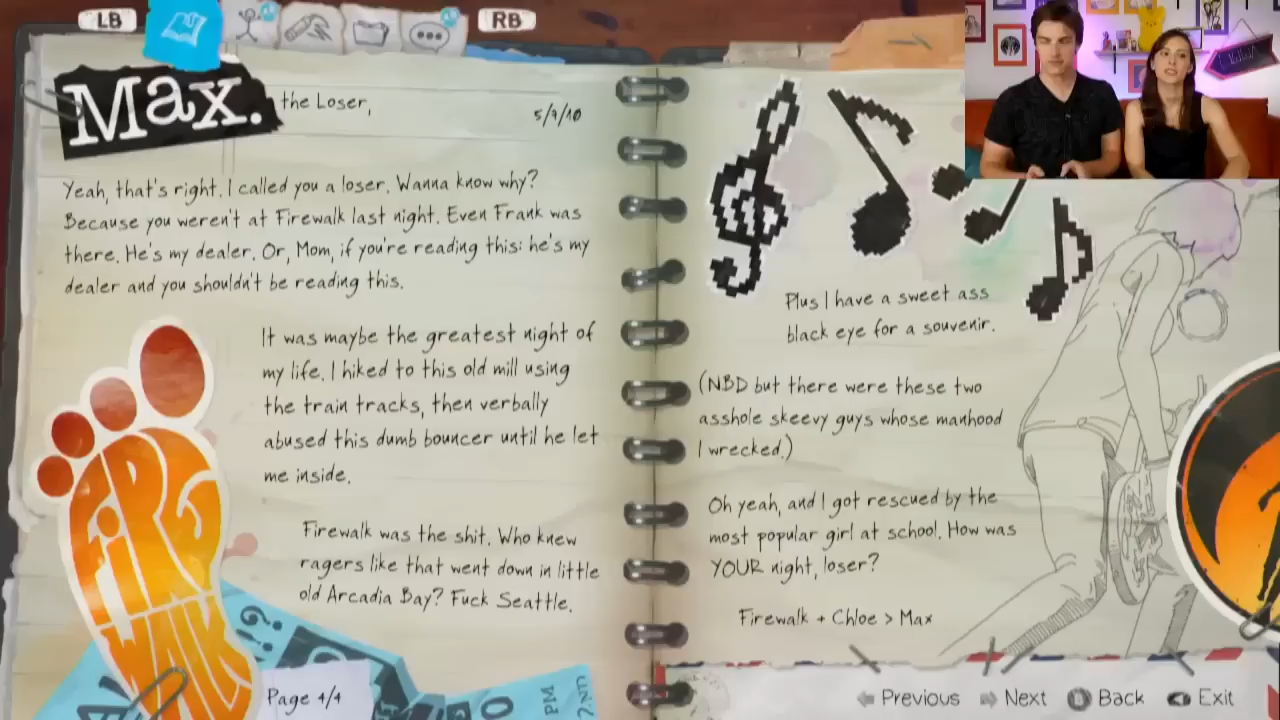 LB
RB
Max. the Loser,
5/7/10
Yeah, that's right. I called you a loser. Wanna know why?
Because you weren't at Firewalk last night. Even Frank was
there. He's my dealer. Or, Mom, if you're reading this: he's my
dealer and you shouldn't be reading this.
It was maybe the greatest night of
my life. I hiked to this old mill using
the train tracks, then verbally
abused this dumb bouncer until he let
me inside.
Firewalk was the shit. Who knew
ragers like that went down in little
old Arcadia Bay? Fuck Seattle.
FIRE
WALK
Page 4/4
PM
Plus I have a sweet ass
black eye for a souvenir.
(NBD but there were these two
asshole skeevy guys whose manhood
I wrecked.)
Oh yeah, and I got rescued by the
most popular girl at school. How was
YOUR night, loser?
Firewalk + Chloe > Max
Previous
Next
Back
Exit